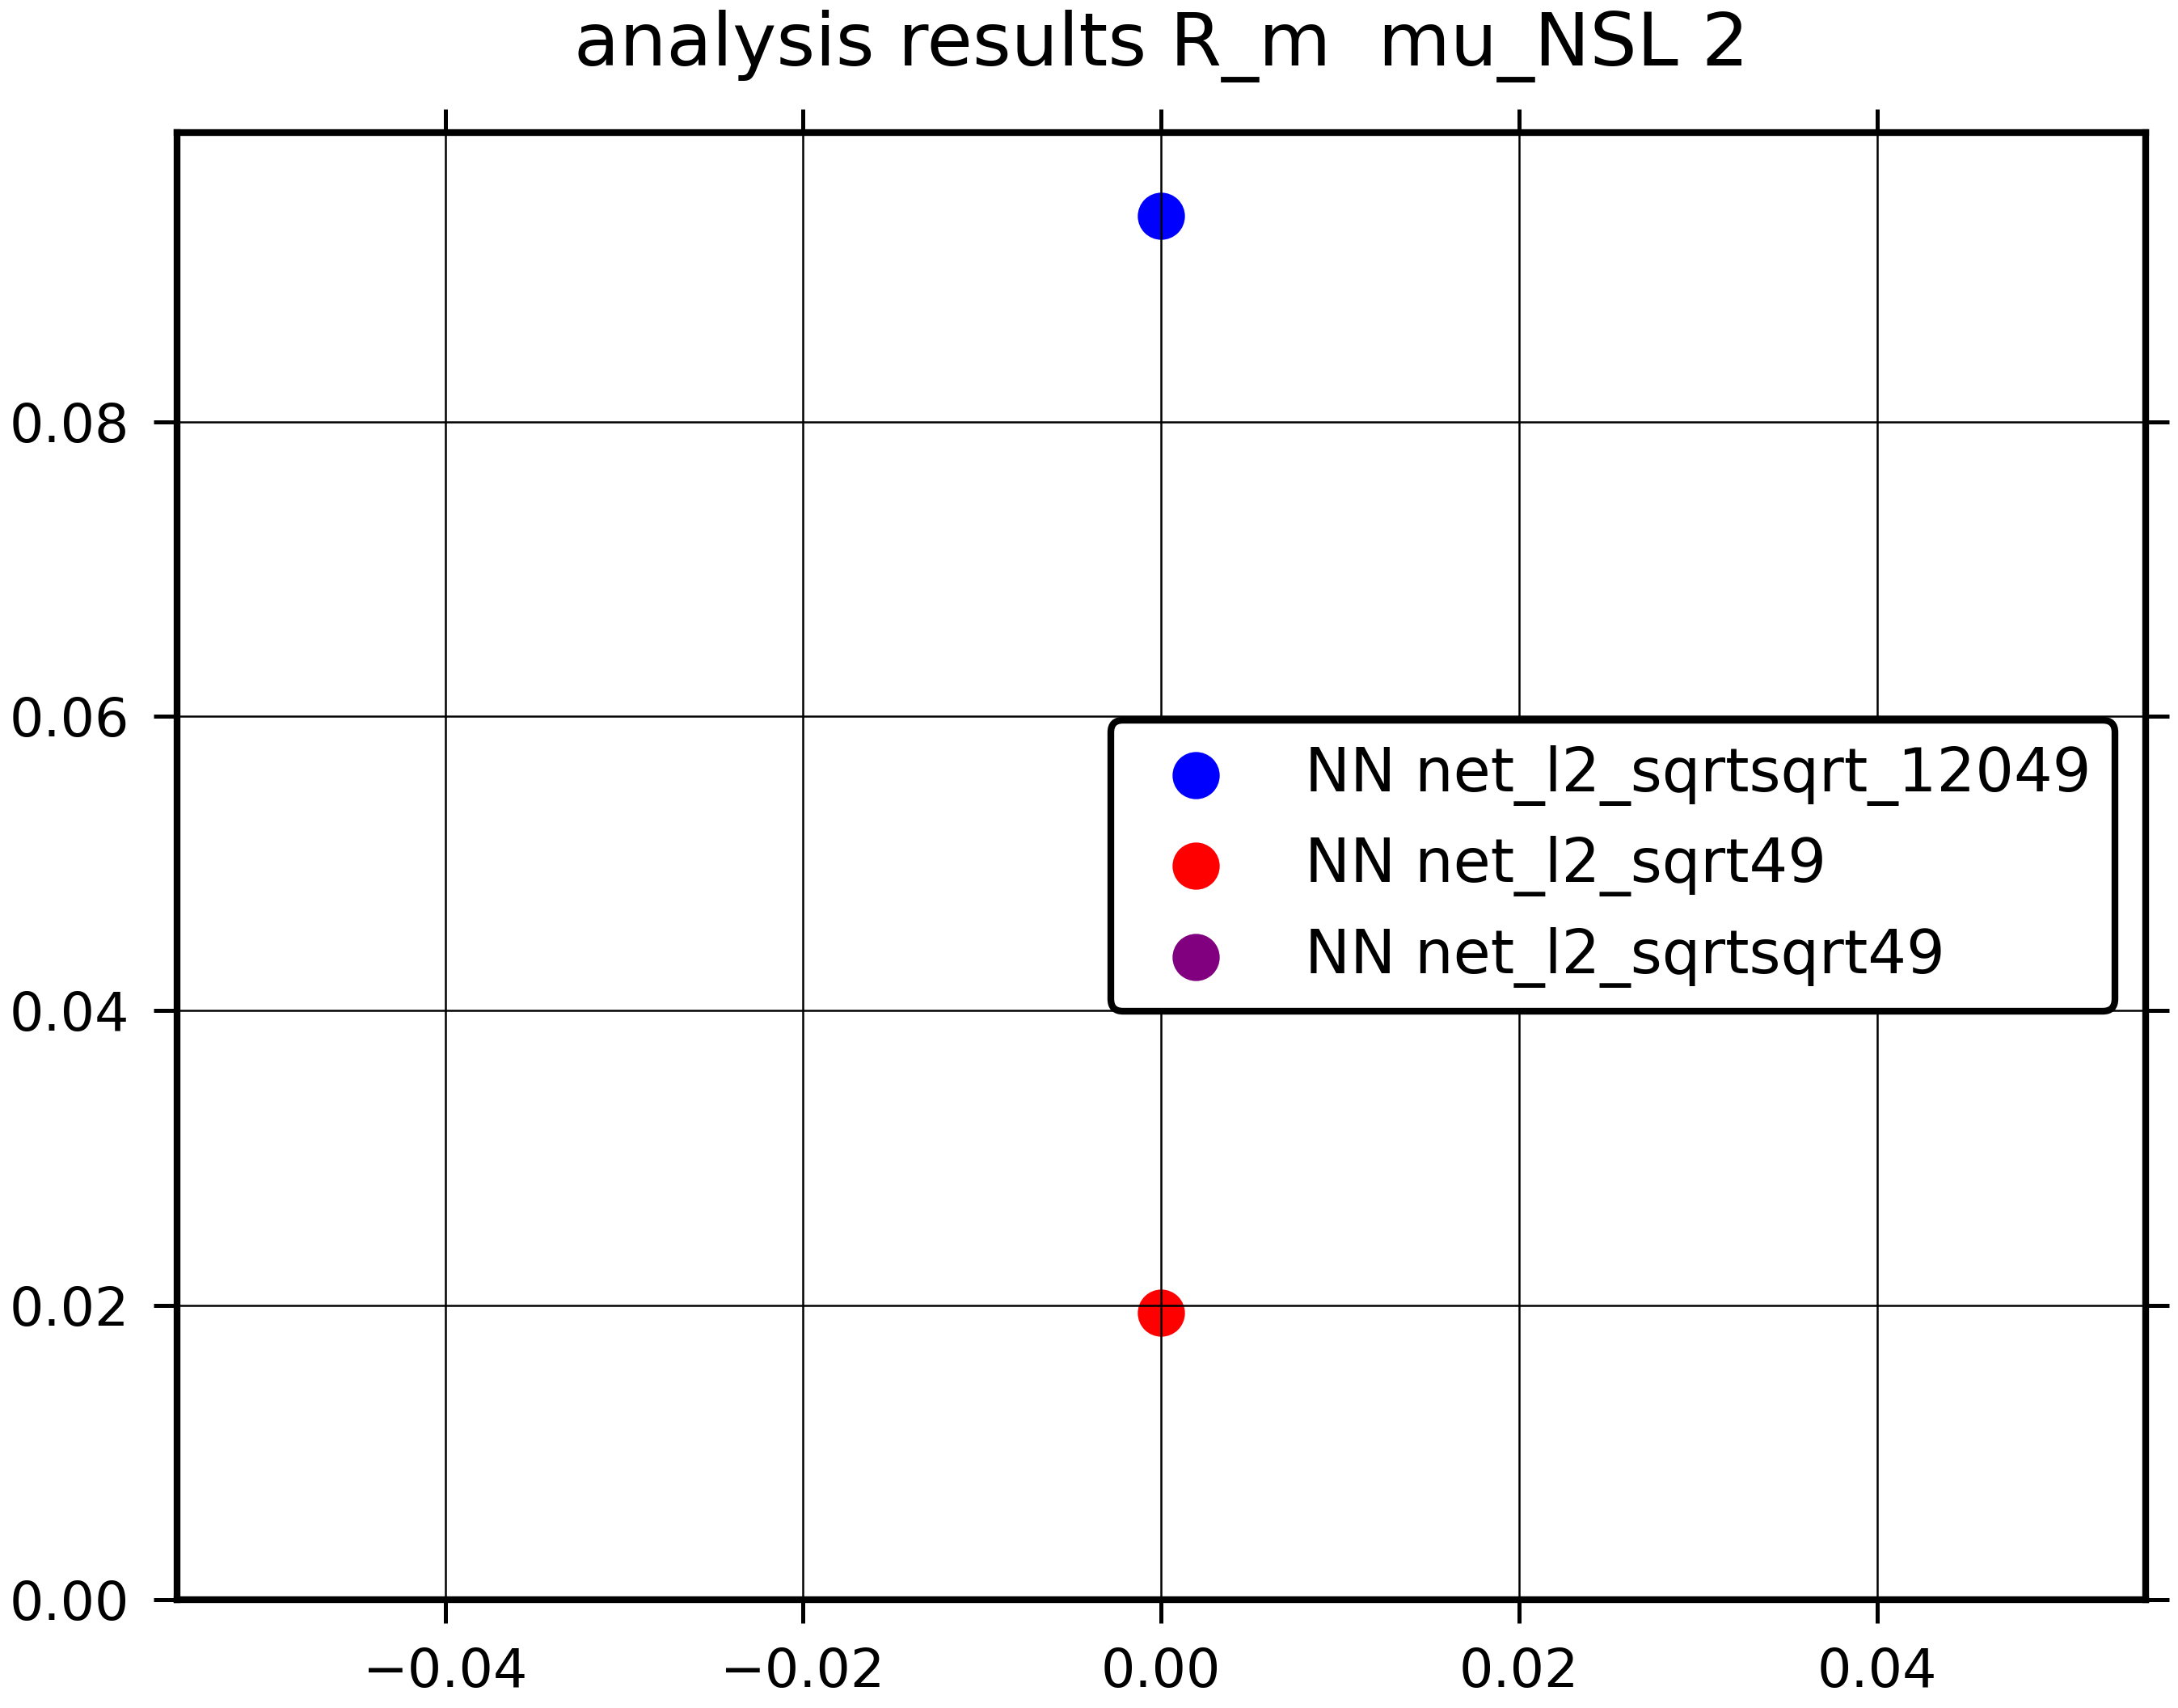 analysis results R_m  mu_NSL 2
0.08
0.06
0.04
0.02
0.00
NN net_l2_sqrtsqrt_12049
NN net_l2_sqrt49
NN net_l2_sqrtsqrt49
−0.04 −0.02 0.00 0.02 0.04